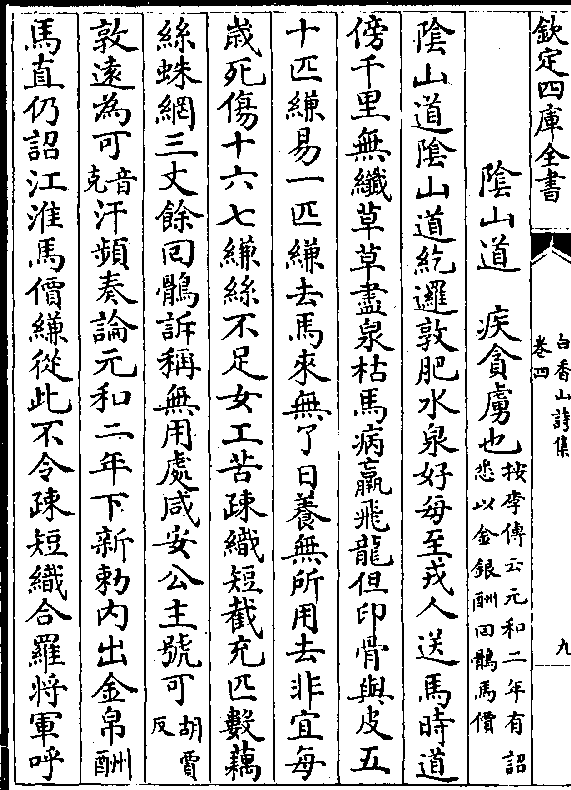 欽定四庫全書
白香山詩集
卷四
九
陰山道　疾貪虜也 按李傳云元和二年有詔
悉以金銀酬回鶻馬價
陰山道陰山道紇邏敦肥水泉好每至戎人送馬時道
傍千里無纖草草盡泉枯馬病羸飛龍但印骨與皮五
十匹縑易一匹縑去馬來無了日養無所用去非宜每
歳死傷十六七縑絲不足女工苦疎織短截充匹數藕
絲蛛網三丈餘囘鶻訴稱無用處咸安公主號可 胡賈
反
敦遠為可 音
克 汗頻奏論元和二年下新勅内出金帛酬
馬直仍詔江淮馬價縑從此不令疎短織合羅將軍呼